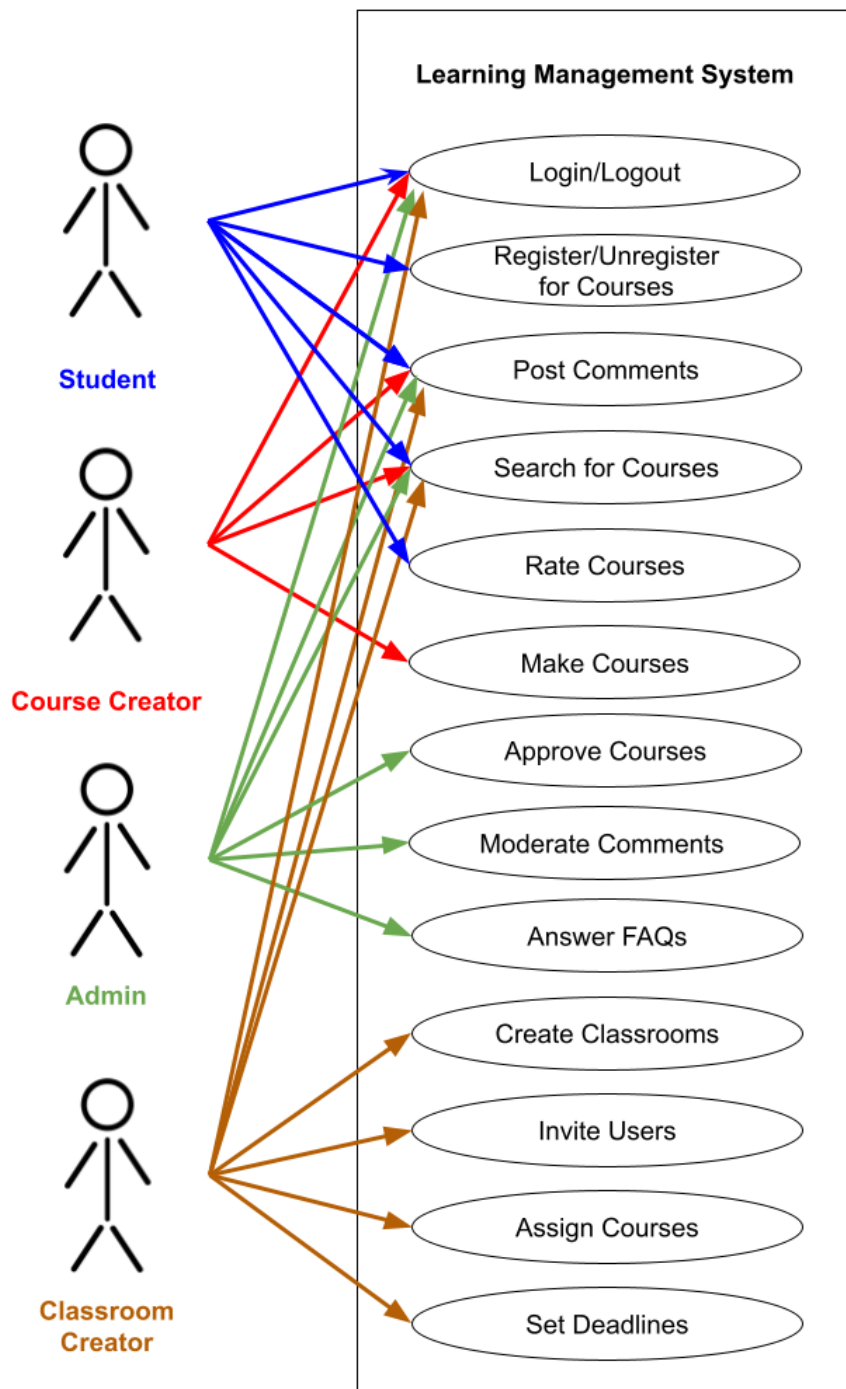 Learning Management System
Login/Logout
Register/Unregister
for Courses
Post Comments
Student
Search for Courses
Rate Courses
Make Courses
Course Creator
Approve Courses
Moderate Comments
Answer FAQs
Admin
Create Classrooms
Invite Users
Assign Courses
Classroom
Creator
Set Deadlines